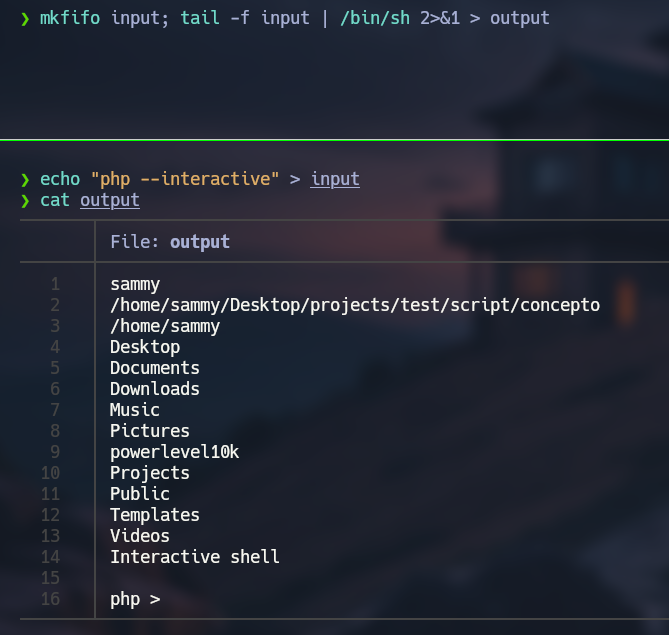 ❯ mkfifo input; tail -f input | /bin/sh 2>&1 > output
❯ echo "php --interactive" > input
❯ cat output
File: output
1 sammy
2 /home/sammy/Desktop/projects/test/script/concepto
3 /home/sammy
4 Desktop
5 Documents
6 Downloads
7 Music
8 Pictures
9 powerlevel10k
10 Projects
11 Public
12 Templates
13 Videos
14 Interactive shell
15
16 php >